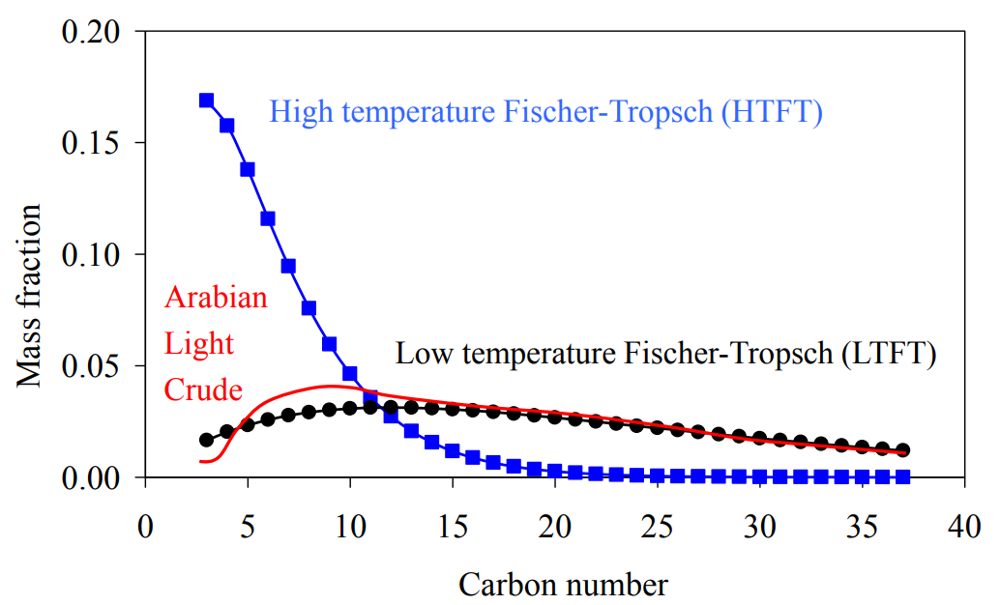 0.20
High temperature Fischer-Tropsch (HTFT)
0.15
0.10
Mass fraction
Arabian
Light
Crude
Low temperature Fischer-Tropsch (LTFT)
0.05
0.00
0 5 10 15 20 25 30 35 40
Carbon number